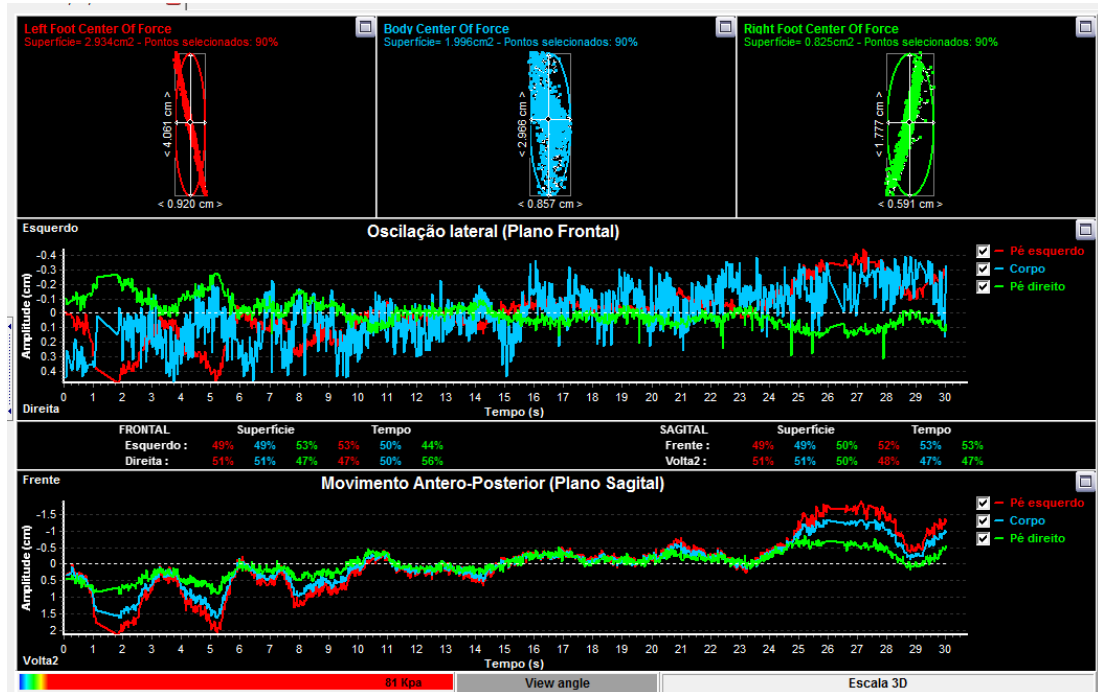 Left Foot Center Of Force
Superfície= 2.934cm2 - Pontos selecionados: 90%
< 4.061 cm >
< 0.920 cm >
Body Center Of Force
Superfície= 1.996cm2 - Pontos selecionados: 90%
< 2.966 cm >
< 0.857 cm >
Right Foot Center Of Force
Superfície= 0.825cm2 - Pontos selecionados: 90%
< 1.777 cm >
< 0.591 cm >
Esquerdo
Oscilação lateral (Plano Frontal)
Amplitude (cm)
-0.4
-0.3
-0.2
-0.1
0
0.1
0.2
0.3
0.4
Pé esquerdo
Corpo
Pé direito
0 1 2 3 4 5 6 7 8 9 10 11 12 13 14 15 16 17 18 19 20 21 22 23 24 25 26 27 28 29 30
Direita
Tempo (s)
FRONTAL Superfície Tempo
Esquerdo : 49% 49% 53% 53% 50% 44%
Direita : 51% 51% 47% 47% 50% 56%
SAGITAL Superfície Tempo
Frente : 49% 49% 50% 52% 53% 53%
Volta2 : 51% 51% 50% 48% 47% 47%
Frente
Movimento Antero-Posterior (Plano Sagital)
Amplitude (cm)
-1.5
-1
-0.5
0
0.5
1
1.5
2
Pé esquerdo
Corpo
Pé direito
0 1 2 3 4 5 6 7 8 9 10 11 12 13 14 15 16 17 18 19 20 21 22 23 24 25 26 27 28 29 30
Volta2
Tempo (s)
81 Kpa
View angle
Escala 3D